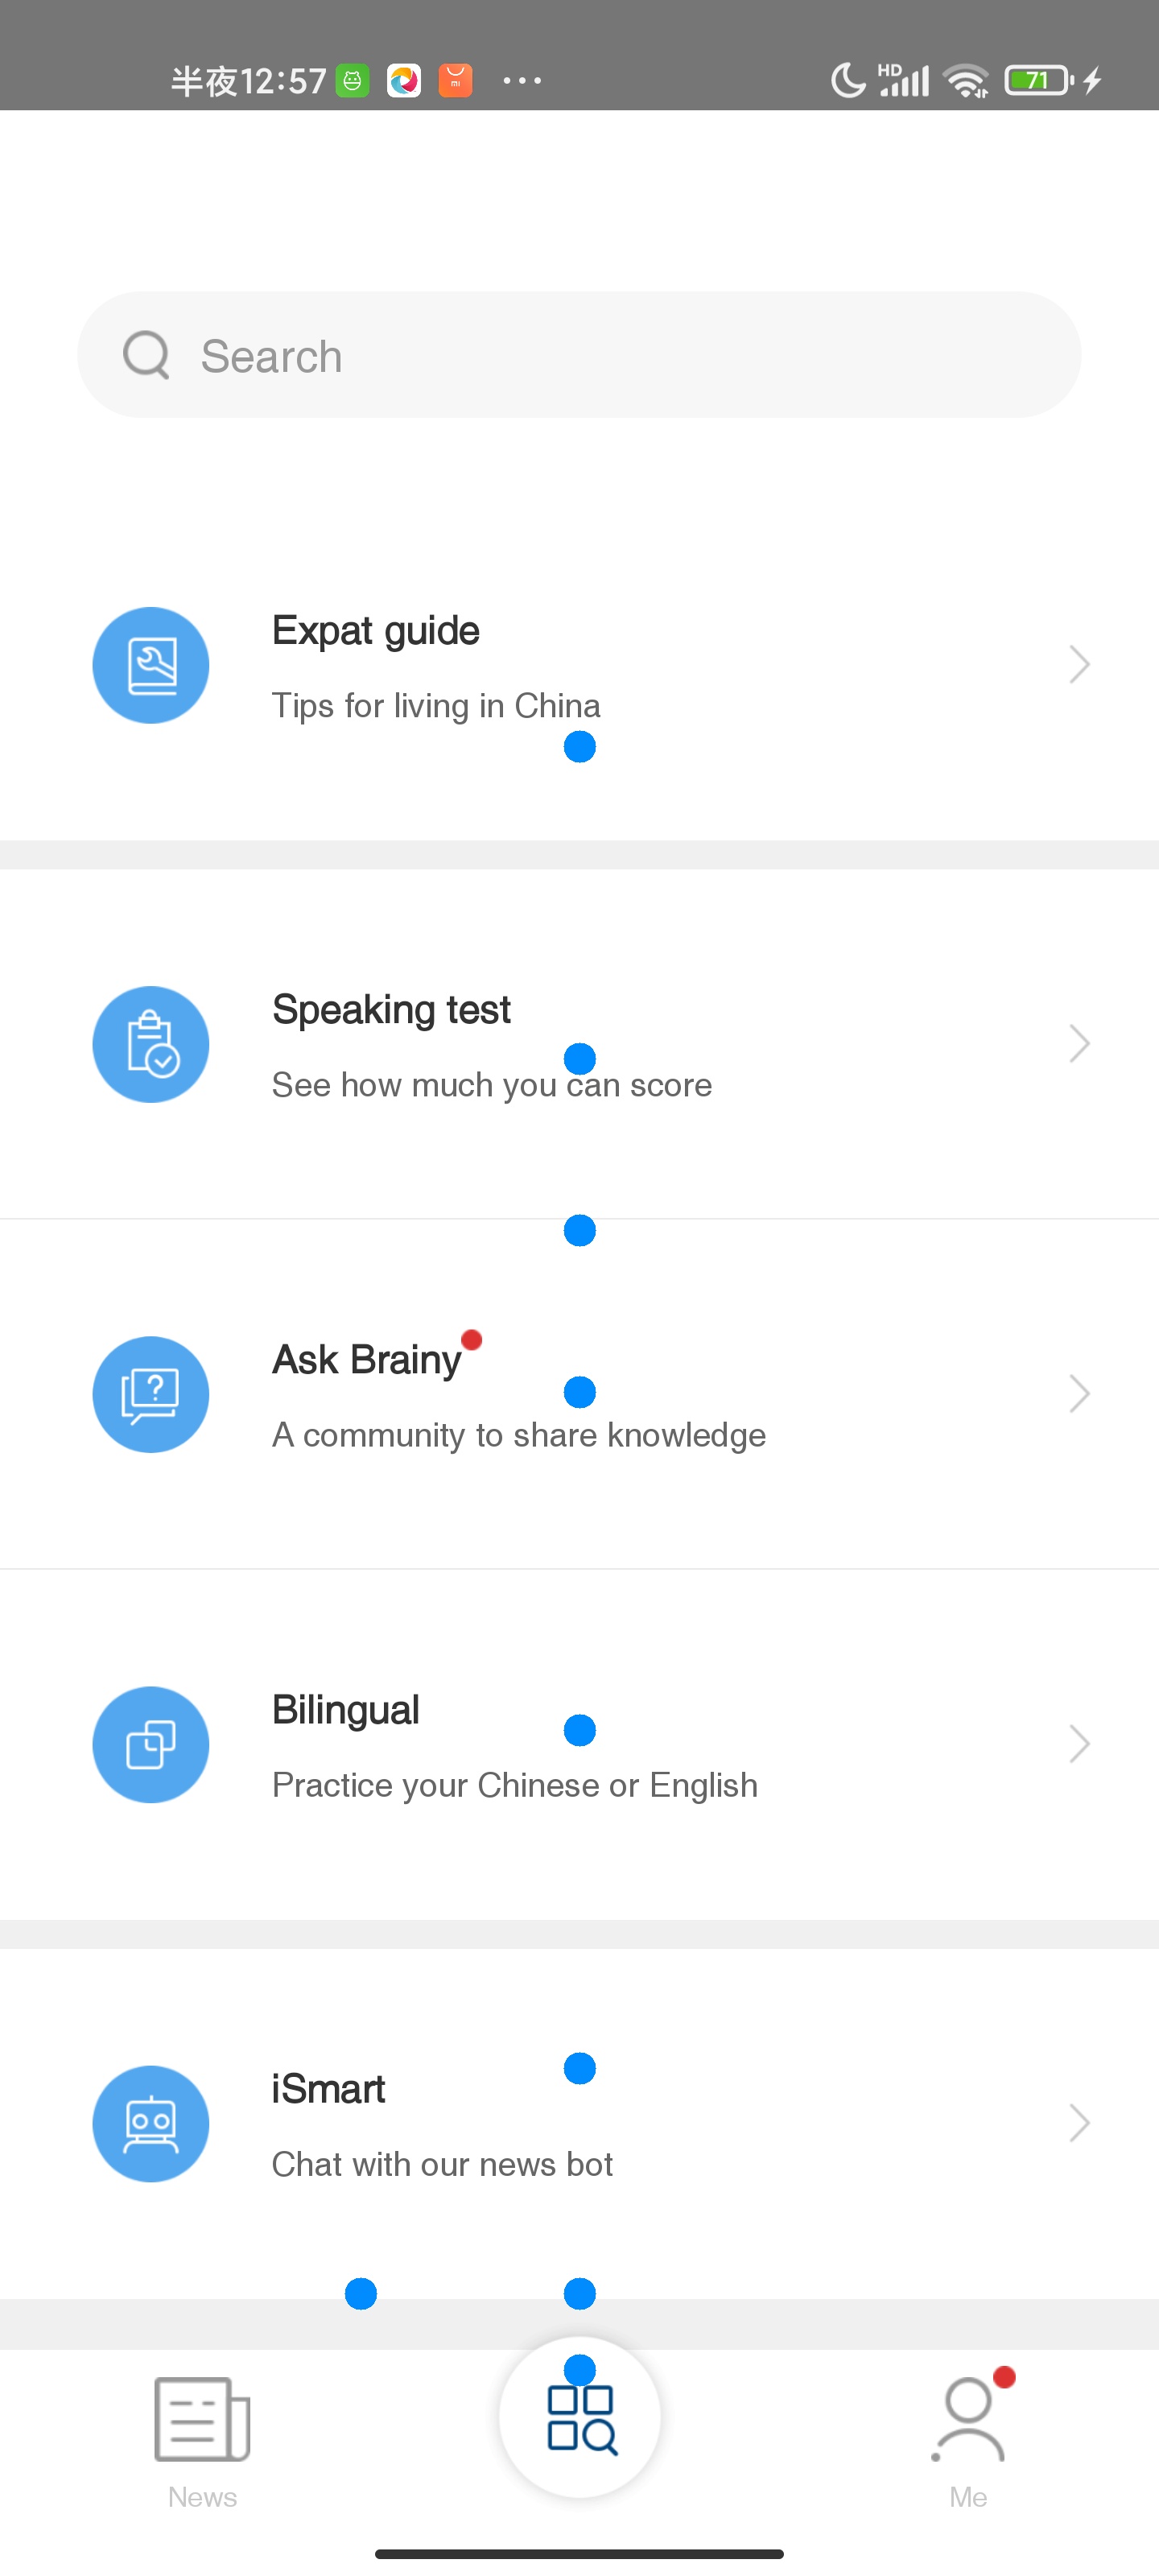 半夜12:57
HD
71
Search
Expat guide
Tips for living in China
Speaking test
See how much you can score
Ask Brainy
A community to share knowledge
Bilingual
Practice your Chinese or English
iSmart
Chat with our news bot
News
Me